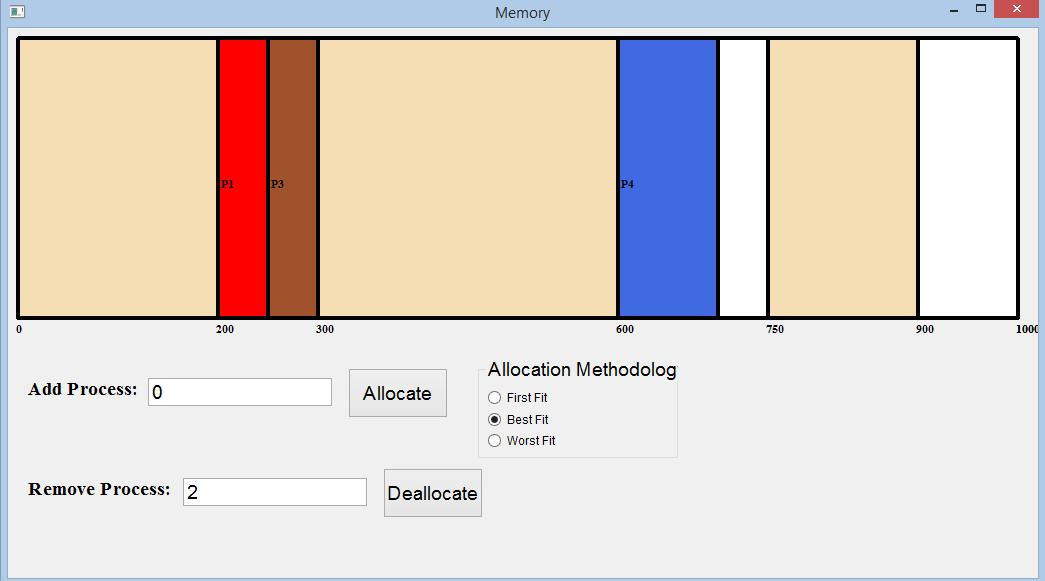 Memory
P1 P3 P4
0 200 300 600 750 900 1000
Add Process: 0 Allocate
Allocation Methodolog
First Fit
Best Fit
Worst Fit
Remove Process: 2 Deallocate